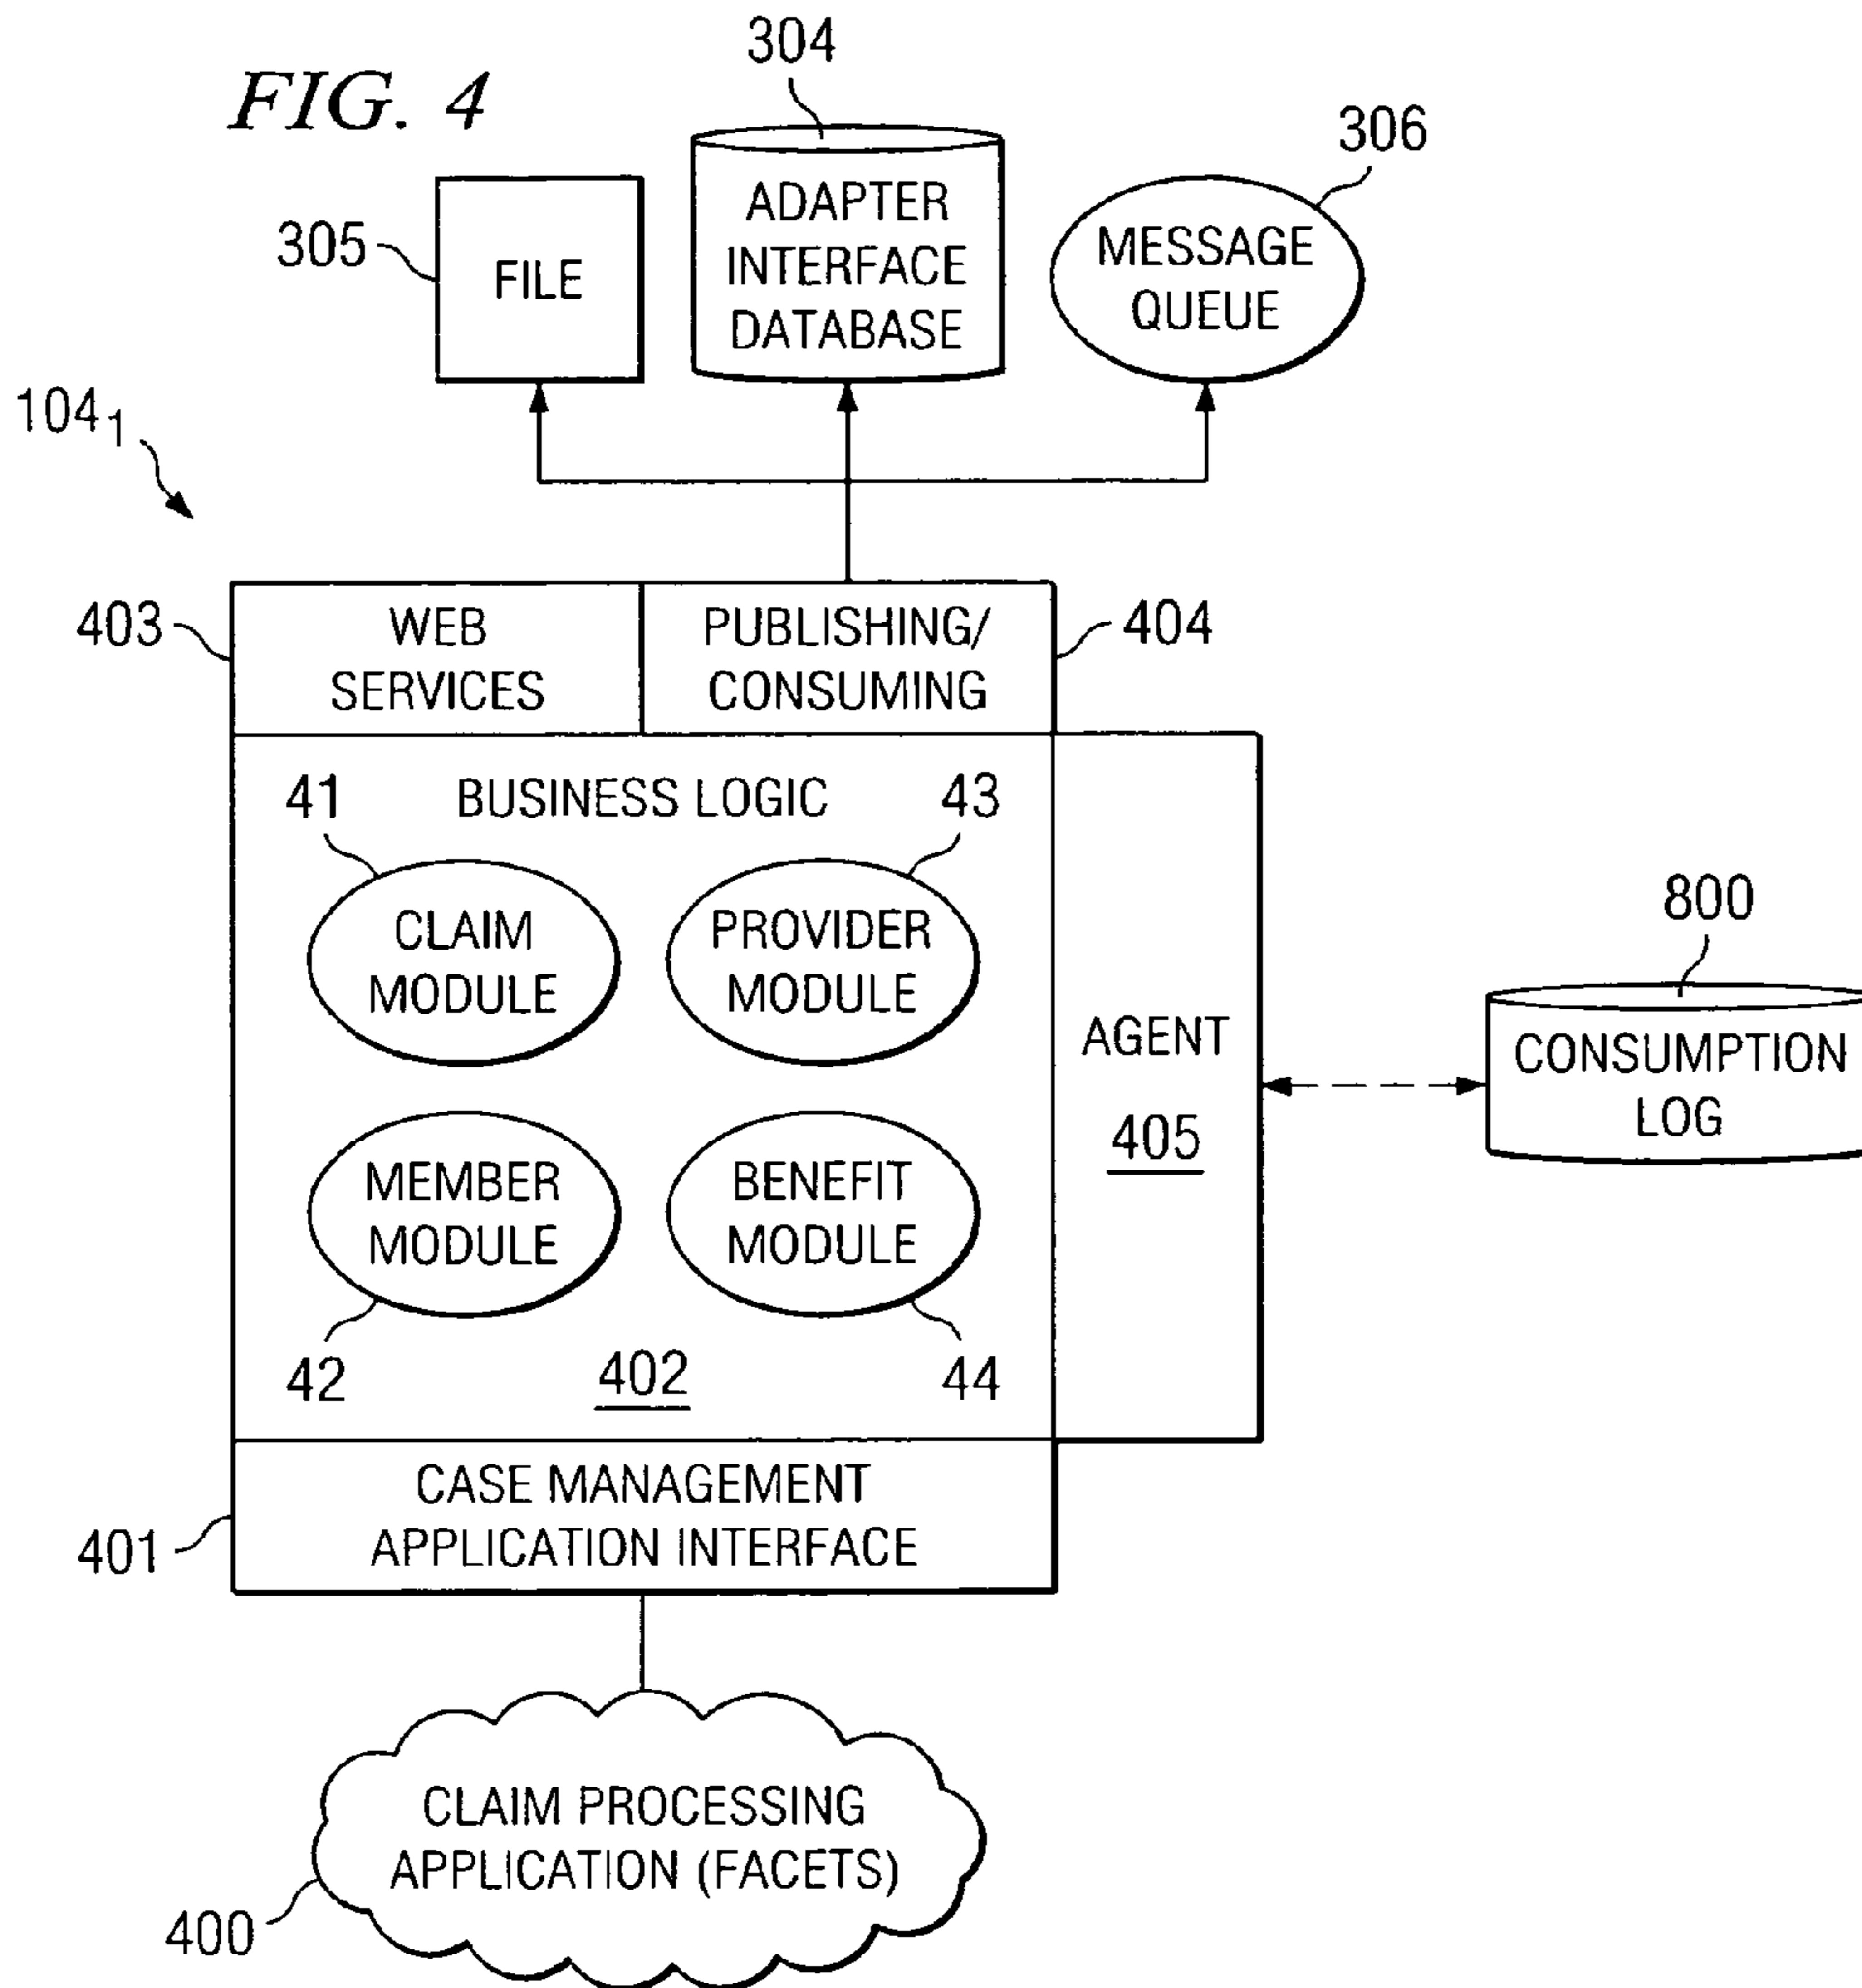 FIG. 4
304
306
305
FILE
ADAPTER
INTERFACE
DATABASE
MESSAGE
QUEUE
104₁
403
WEB
SERVICES
PUBLISHING/
CONSUMING
404
BUSINESS LOGIC
41
43
CLAIM
MODULE
PROVIDER
MODULE
MEMBER
MODULE
BENEFIT
MODULE
42
402
44
AGENT
405
800
CONSUMPTION
LOG
401
CASE MANAGEMENT
APPLICATION INTERFACE
CLAIM PROCESSING
APPLICATION (FACETS)
400